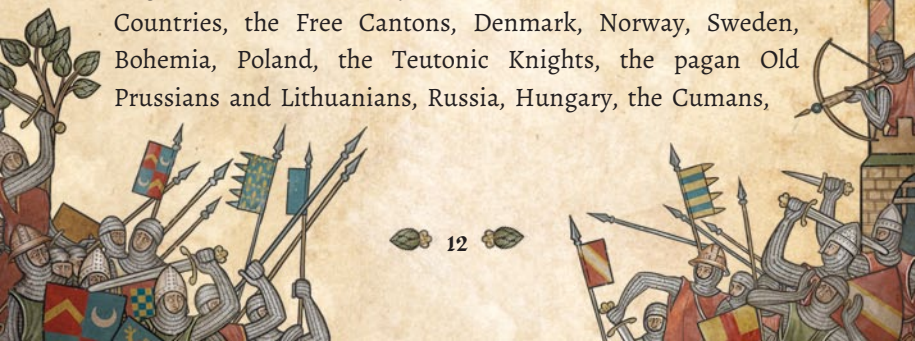 Countries, the Free Cantons, Denmark, Norway, Sweden,
Bohemia, Poland, the Teutonic Knights, the pagan Old
Prussians and Lithuanians, Russia, Hungary, the Cumans,
12